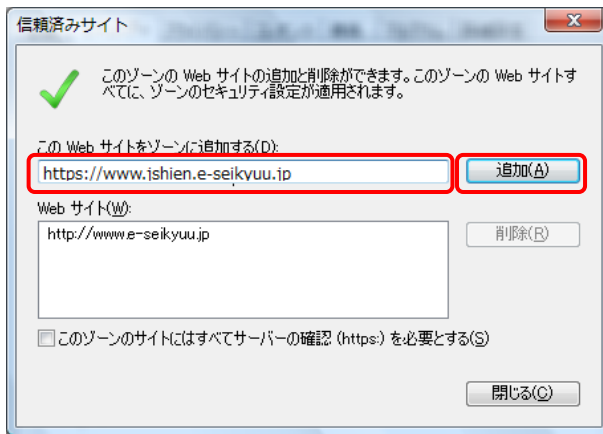 信頼済みサイト
このゾーンの Web サイトの追加と削除ができます。このゾーンの Web サイトす
べてに、ゾーンのセキュリティ設定が適用されます。
この Web サイトをゾーンに追加する(D):
https://www.jshien.e-seikyuu.jp
追加(A)
Web サイト(W):
http://www.e-seikyuu.jp
削除(R)
このゾーンのサイトにはすべてサーバーの確認 (https:) を必要とする(S)
閉じる(C)